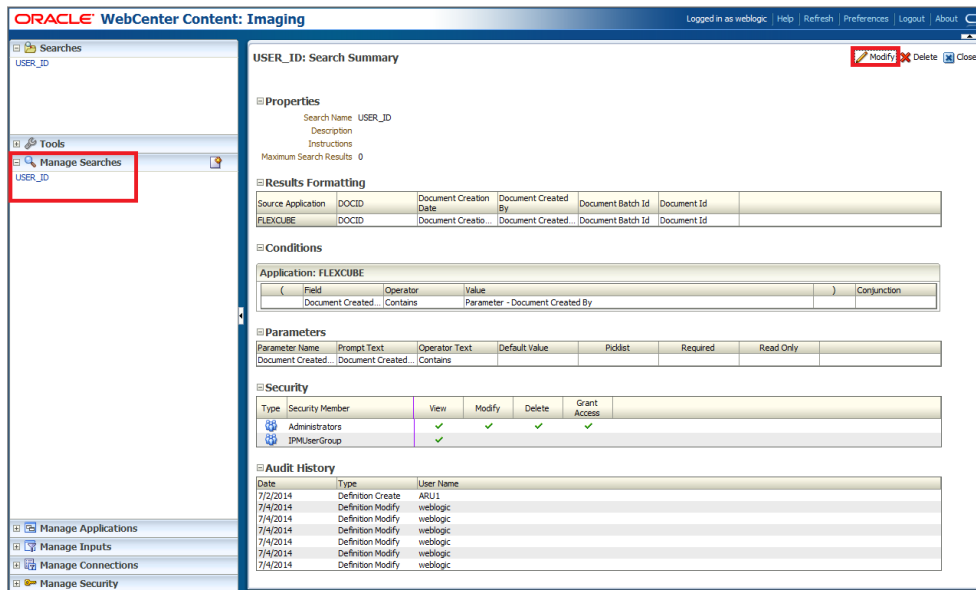 ORACLE WebCenter Content: Imaging
Logged in as weblogic Help Refresh Preferences Logout About
Searches
USER_ID
Tools
Manage Searches
USER_ID
Manage Applications
Manage Inputs
Manage Connections
Manage Security
USER_ID: Search Summary
Modify Delete Close
Properties
Search Name USER_ID
Description
Instructions
Maximum Search Results 0
Results Formatting
Source Application DOCID Document Creation Date Document Created By Document Batch Id Document Id
FLEXCUBE DOCID Document Creatio... Document Created... Document Batch Id Document Id
Conditions
Application: FLEXCUBE
( Field Operator Value ) Conjunction
Document Created... Contains Parameter - Document Created By
Parameters
Parameter Name Prompt Text Operator Text Default Value Picklist Required Read Only
Document Created... Document Created... Contains
Security
Type Security Member View Modify Delete Grant Access
Administrators
IPMUserGroup
Audit History
Date Type User Name
7/2/2014 Definition Create ARU1
7/4/2014 Definition Modify weblogic
7/4/2014 Definition Modify weblogic
7/4/2014 Definition Modify weblogic
7/4/2014 Definition Modify weblogic
7/4/2014 Definition Modify weblogic
7/4/2014 Definition Modify weblogic